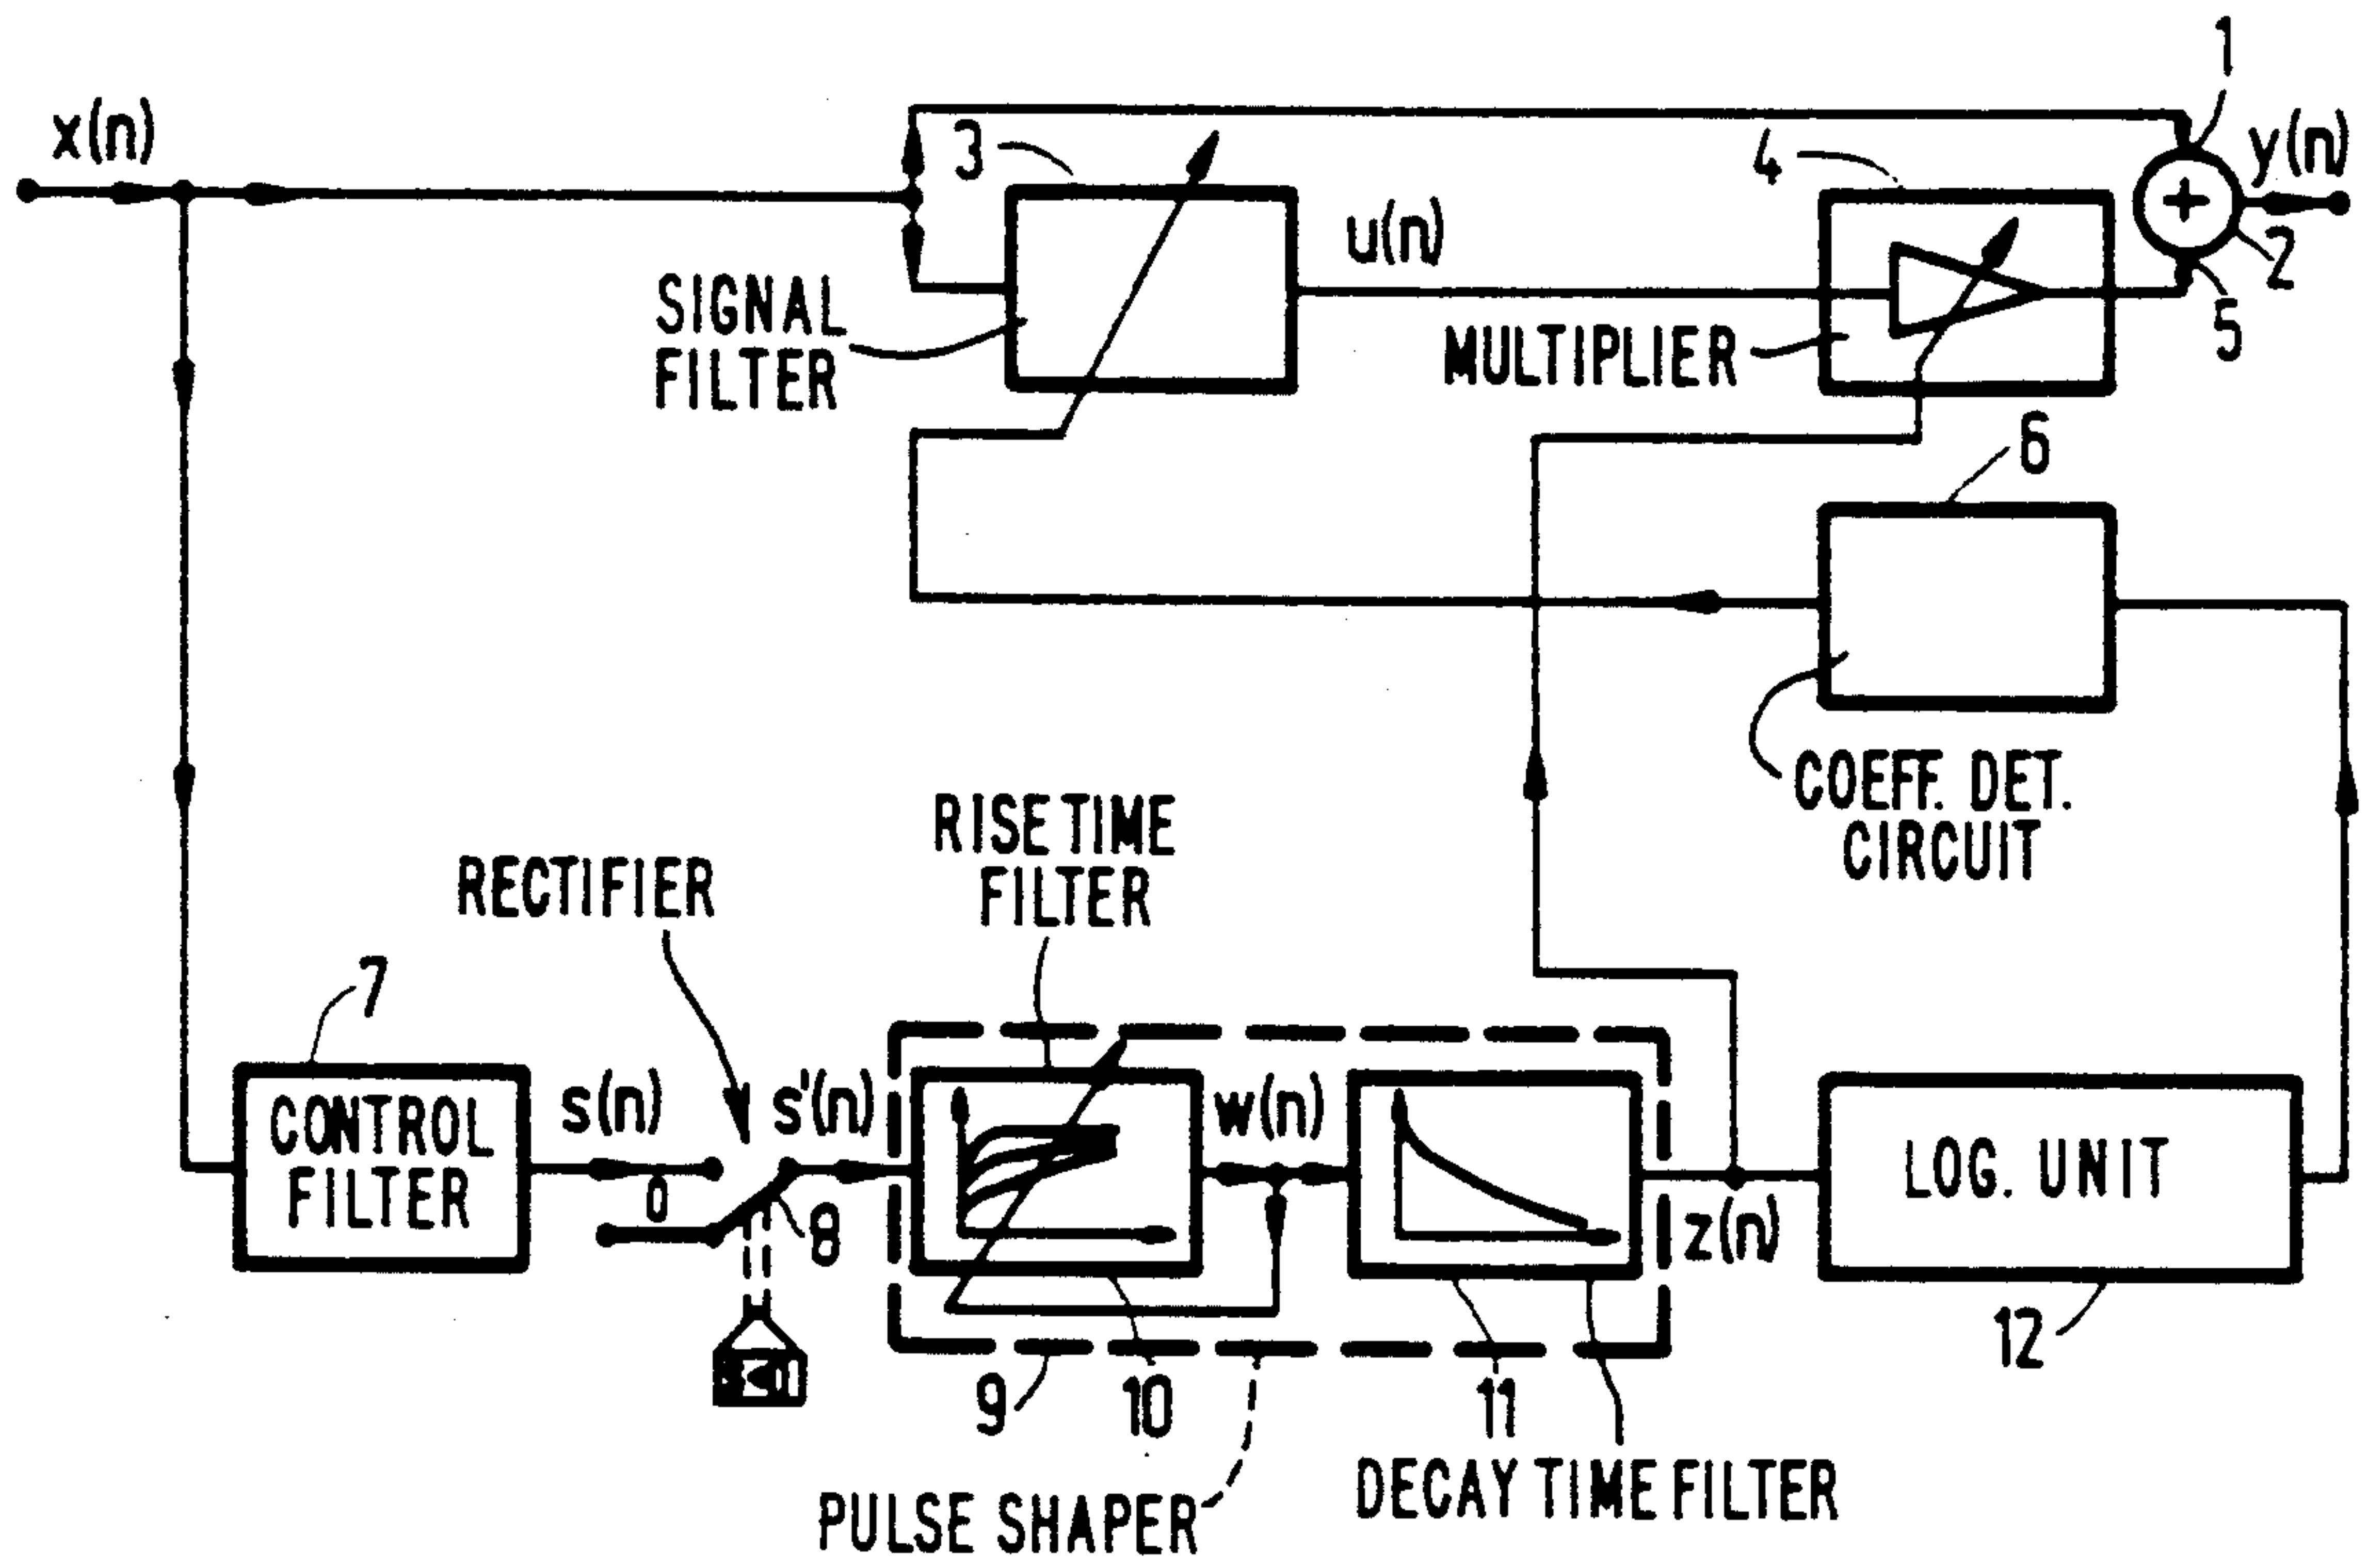 1
x(n)
3
4
y(n)
u(n)
2
SIGNAL
FILTER
MULTIPLIER
5
6
COEFF. DET.
CIRCUIT
RISE TIME
FILTER
RECTIFIER
7
CONTROL
FILTER
s(n)
s'(n)
w(n)
LOG. UNIT
0
8
z(n)
12
9
10
11
DECAY TIME FILTER
PULSE SHAPER